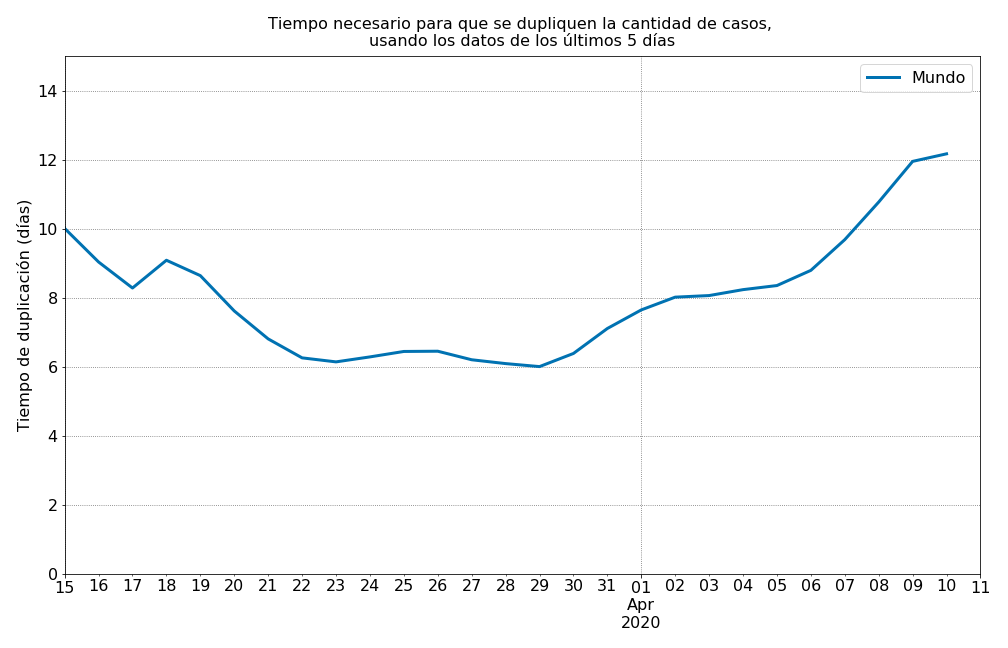 Tiempo necesario para que se dupliquen la cantidad de casos,
usando los datos de los últimos 5 días
Mundo
Tiempo de duplicación (días)
14
12
10
8
6
4
2
0
15 16 17 18 19 20 21 22 23 24 25 26 27 28 29 30 31 01 02 03 04 05 06 07 08 09 10 11
Apr
2020